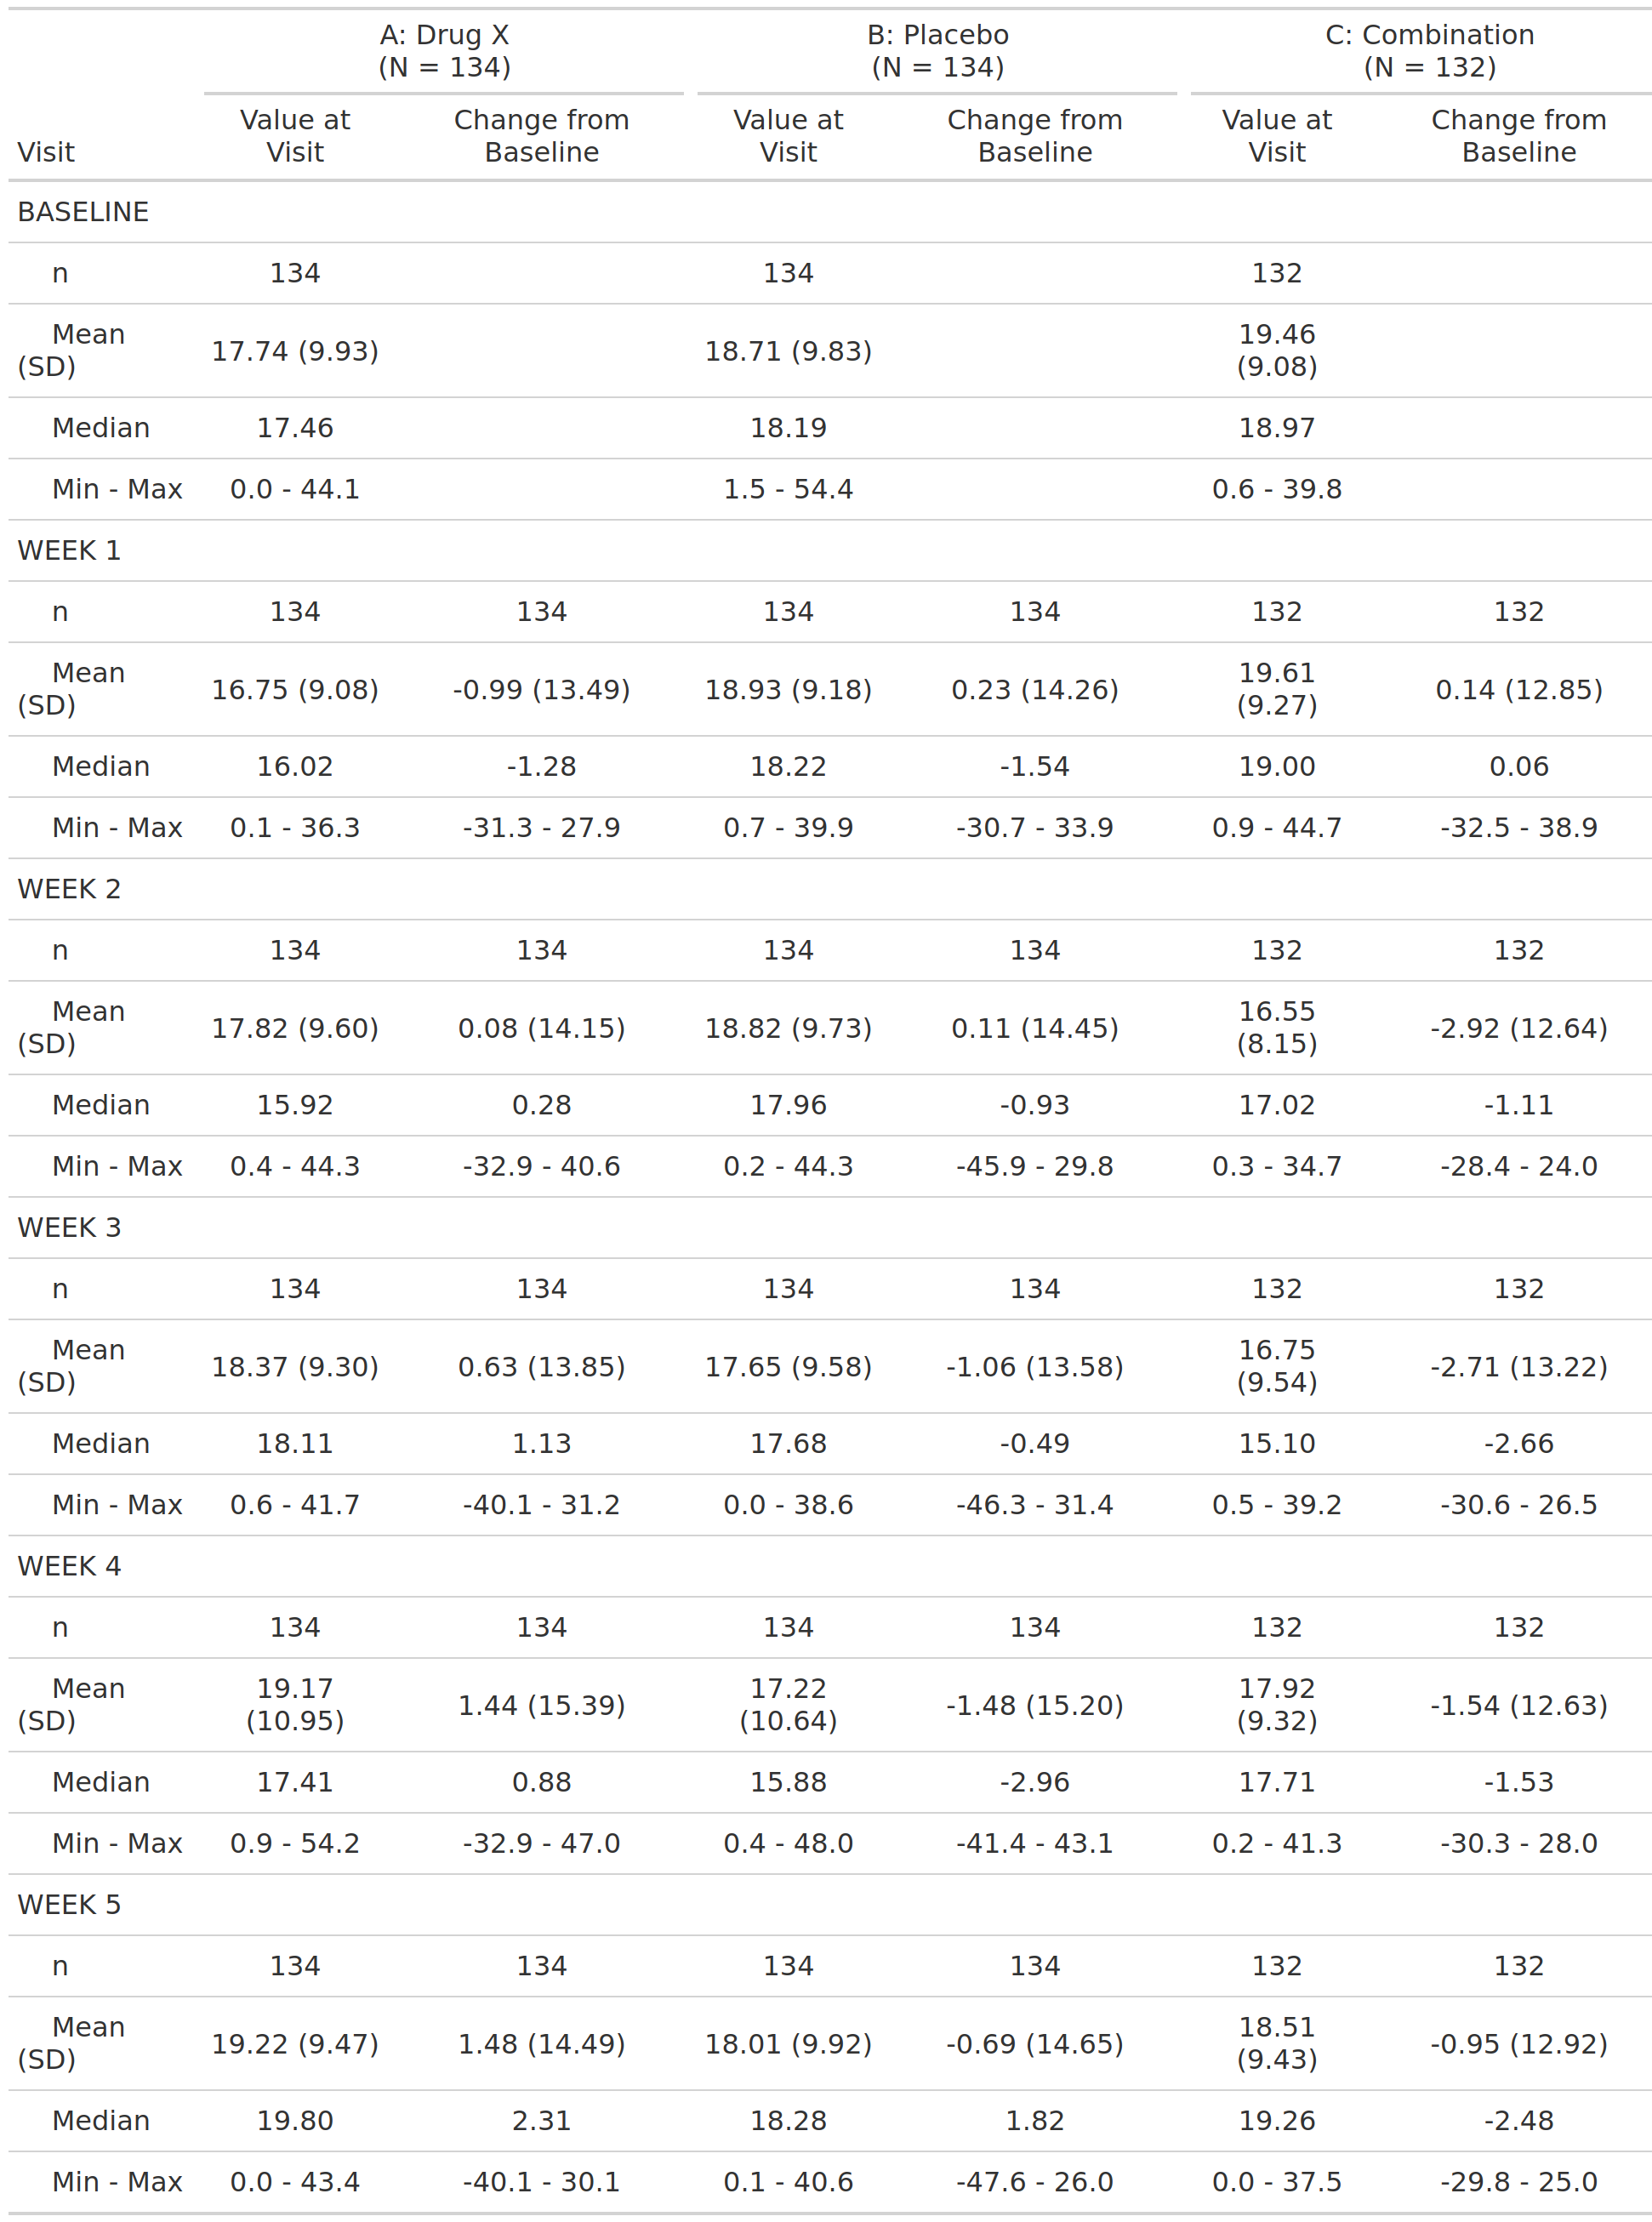 A: Drug X B: Placebo C: Combination
(N = 134) (N = 134) (N = 132)
Value at Change from Value at Change from Value at Change from
Visit Visit Baseline Visit Baseline Visit Baseline
BASELINE
n 134 134 132
Mean 19.46
(SD) 17.74 (9.93) 18.71 (9.83) (9.08)
Median 17.46 18.19 18.97
Min - Max 0.0 - 44.1 1.5 - 54.4 0.6 - 39.8
WEEK 1
n 134 134 134 134 132 132
Mean 19.61
(SD) 16.75 (9.08) -0.99 (13.49) 18.93 (9.18) 0.23 (14.26) (9.27) 0.14 (12.85)
Median 16.02 -1.28 18.22 -1.54 19.00 0.06
Min - Max 0.1 - 36.3 -31.3 - 27.9 0.7 - 39.9 -30.7 - 33.9 0.9 - 44.7 -32.5 - 38.9
WEEK 2
n 134 134 134 134 132 132
Mean 16.55
(SD) 17.82 (9.60) 0.08 (14.15) 18.82 (9.73) 0.11 (14.45) (8.15) -2.92 (12.64)
Median 15.92 0.28 17.96 -0.93 17.02 -1.11
Min - Max 0.4 - 44.3 -32.9 - 40.6 0.2 - 44.3 -45.9 - 29.8 0.3 - 34.7 -28.4 - 24.0
WEEK 3
n 134 134 134 134 132 132
Mean 16.75
(SD) 18.37 (9.30) 0.63 (13.85) 17.65 (9.58) -1.06 (13.58) (9.54) -2.71 (13.22)
Median 18.11 1.13 17.68 -0.49 15.10 -2.66
Min - Max 0.6 - 41.7 -40.1 - 31.2 0.0 - 38.6 -46.3 - 31.4 0.5 - 39.2 -30.6 - 26.5
WEEK 4
n 134 134 134 134 132 132
Mean 19.17 17.22 17.92
(SD) (10.95) 1.44 (15.39) (10.64) -1.48 (15.20) (9.32) -1.54 (12.63)
Median 17.41 0.88 15.88 -2.96 17.71 -1.53
Min - Max 0.9 - 54.2 -32.9 - 47.0 0.4 - 48.0 -41.4 - 43.1 0.2 - 41.3 -30.3 - 28.0
WEEK 5
n 134 134 134 134 132 132
Mean 18.51
(SD) 19.22 (9.47) 1.48 (14.49) 18.01 (9.92) -0.69 (14.65) (9.43) -0.95 (12.92)
Median 19.80 2.31 18.28 1.82 19.26 -2.48
Min - Max 0.0 - 43.4 -40.1 - 30.1 0.1 - 40.6 -47.6 - 26.0 0.0 - 37.5 -29.8 - 25.0